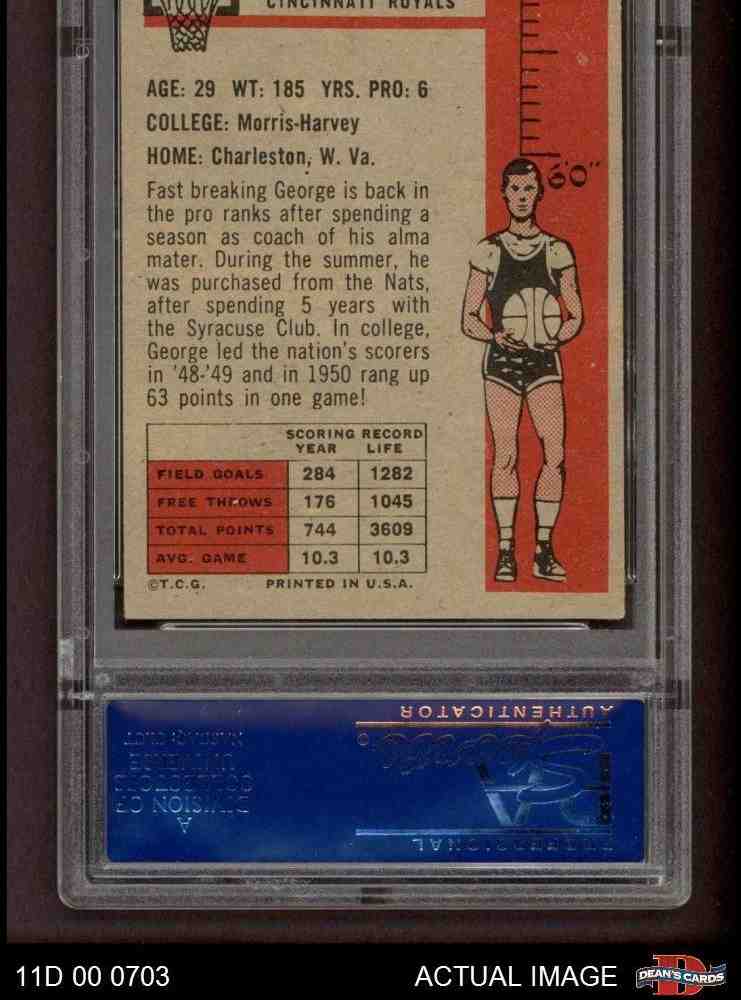 CINCINNATI ROYALS
AGE: 29 WT: 185 YRS. PRO: 6
COLLEGE: Morris-Harvey
HOME: Charleston, W. Va.
6'0"
Fast breaking George is back in
the pro ranks after spending a
season as coach of his alma
mater. During the summer, he
was purchased from the Nats,
after spending 5 years with
the Syracuse Club. In college,
George led the nation's scorers
in '48-'49 and in 1950 rang up
63 points in one game!
SCORING RECORD
YEAR LIFE
FIELD GOALS 284 1282
FREE THROWS 176 1045
TOTAL POINTS 744 3609
AVG. GAME 10.3 10.3
©T.C.G. PRINTED IN U.S.A.
AUTHENTICATOR
PROFESSIONAL
A
DIVISION OF
COLLECTORS
UNIVERSE
11D 00 0703 ACTUAL IMAGE
DEAN'S CARDS